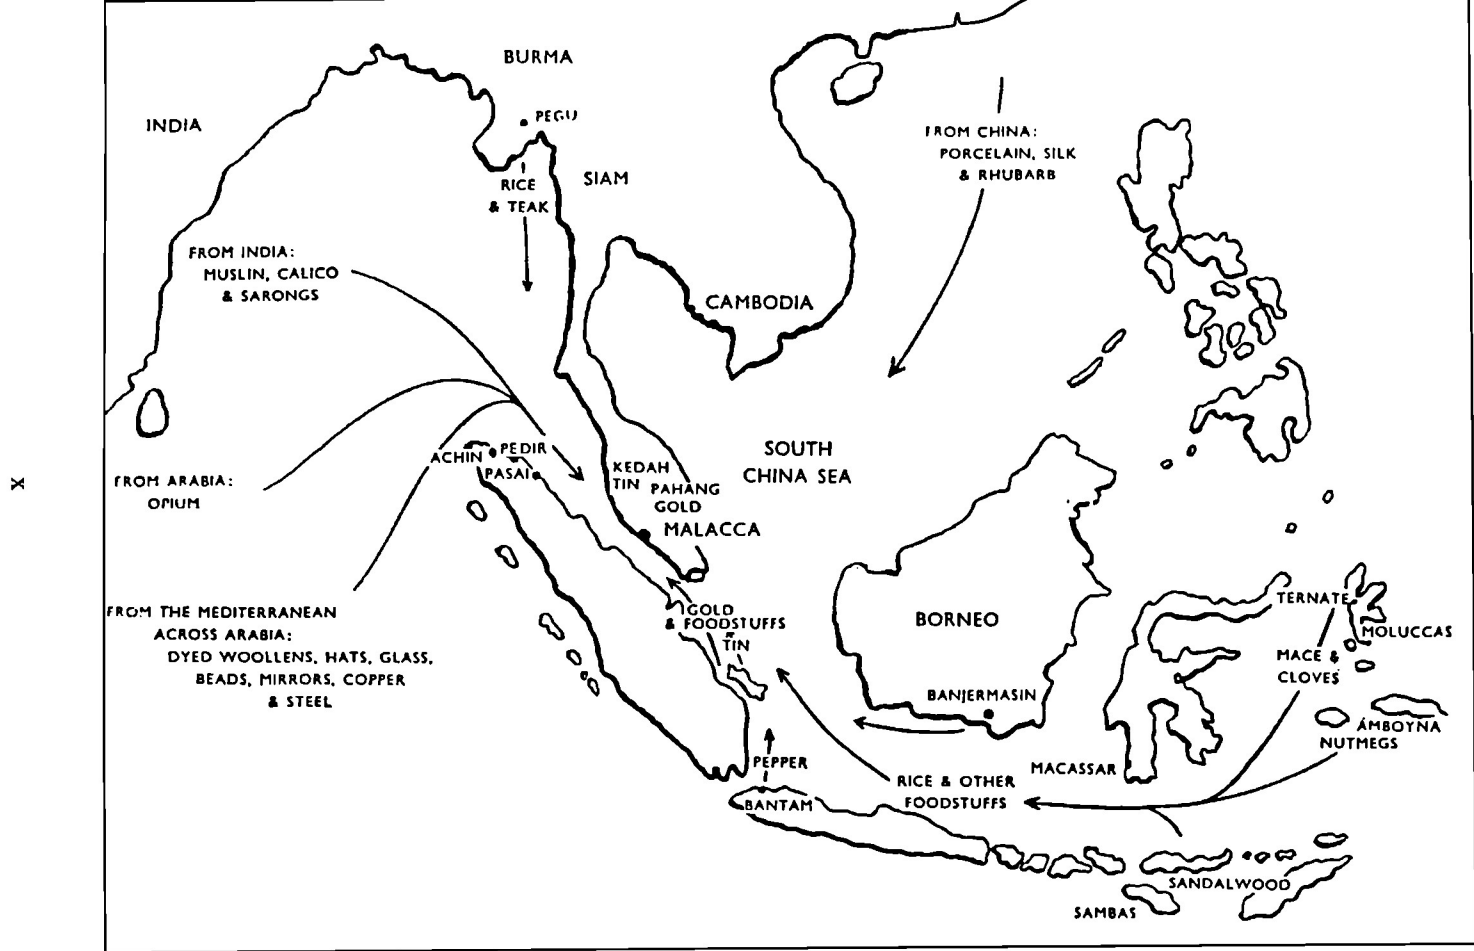 BURMA
INDIA
PEGU
SIAM
RICE
& TEAK
FROM CHINA:
PORCELAIN, SILK
& RHUBARB
FROM INDIA:
MUSLIN, CALICO
& SARONGS
CAMBODIA
SOUTH
CHINA SEA
ACHIN
PEDIR
PASAI
KEDAH
TIN
PAHANG
GOLD
MALACCA
FROM ARABIA:
OPIUM
X
FROM THE MEDITERRANEAN
ACROSS ARABIA:
DYED WOOLLENS, HATS, GLASS,
BEADS, MIRRORS, COPPER
& STEEL
GOLD
& FOODSTUFFS
TIN
BORNEO
BANJERMASIN
TERNATE
MOLUCCAS
MACE &
CLOVES
AMBOYNA
NUTMEGS
MACASSAR
PEPPER
BANTAM
RICE & OTHER
FOODSTUFFS
SANDALWOOD
SAMBAS